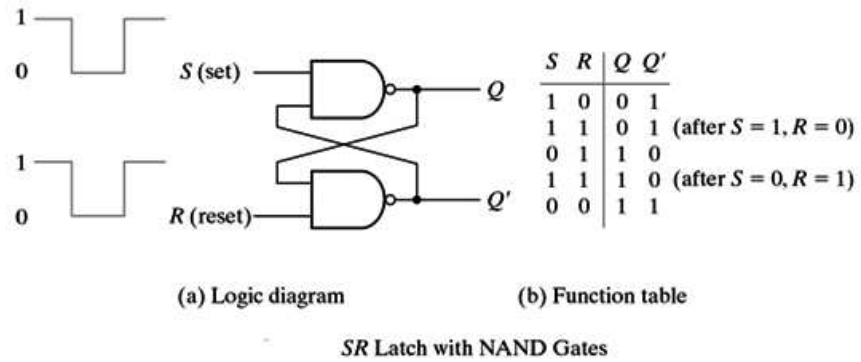 1
0
S (set)
Q
1
0
R (reset)
Q'
S R Q Q'
1 0 0 1
1 1 0 1 (after S = 1, R = 0)
0 1 1 0
1 1 1 0 (after S = 0, R = 1)
0 0 1 1
(a) Logic diagram
(b) Function table
SR Latch with NAND Gates